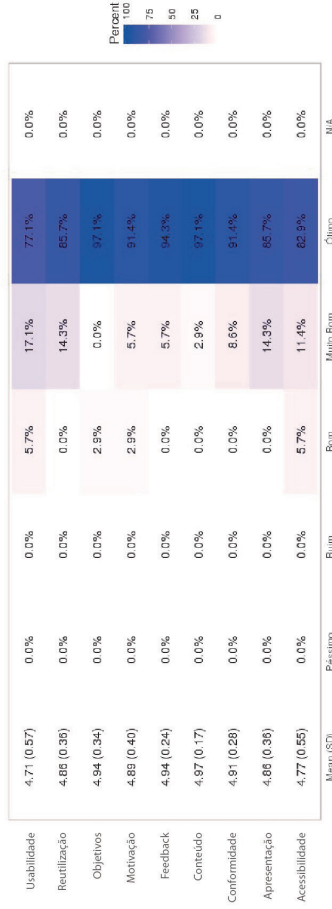 Usabilidade 4.71 (0.57) 0.0% 0.0% 5.7% 17.1% 77.1% 0.0%
Reutilização 4.86 (0.36) 0.0% 0.0% 0.0% 14.3% 85.7% 0.0%
Objetivos 4.94 (0.34) 0.0% 0.0% 2.9% 0.0% 97.1% 0.0%
Motivação 4.89 (0.40) 0.0% 0.0% 2.9% 5.7% 91.4% 0.0%
Feedback 4.94 (0.24) 0.0% 0.0% 0.0% 5.7% 94.3% 0.0%
Conteúdo 4.97 (0.17) 0.0% 0.0% 0.0% 2.9% 97.1% 0.0%
Conformidade 4.91 (0.28) 0.0% 0.0% 0.0% 8.6% 91.4% 0.0%
Apresentação 4.86 (0.36) 0.0% 0.0% 0.0% 14.3% 85.7% 0.0%
Acessibilidade 4.77 (0.55) 0.0% 0.0% 5.7% 11.4% 82.9% 0.0%
Mean (SD) Péssimo Ruim Bom Muito Bom Ótimo N/A
Percent
100
75
50
25
0